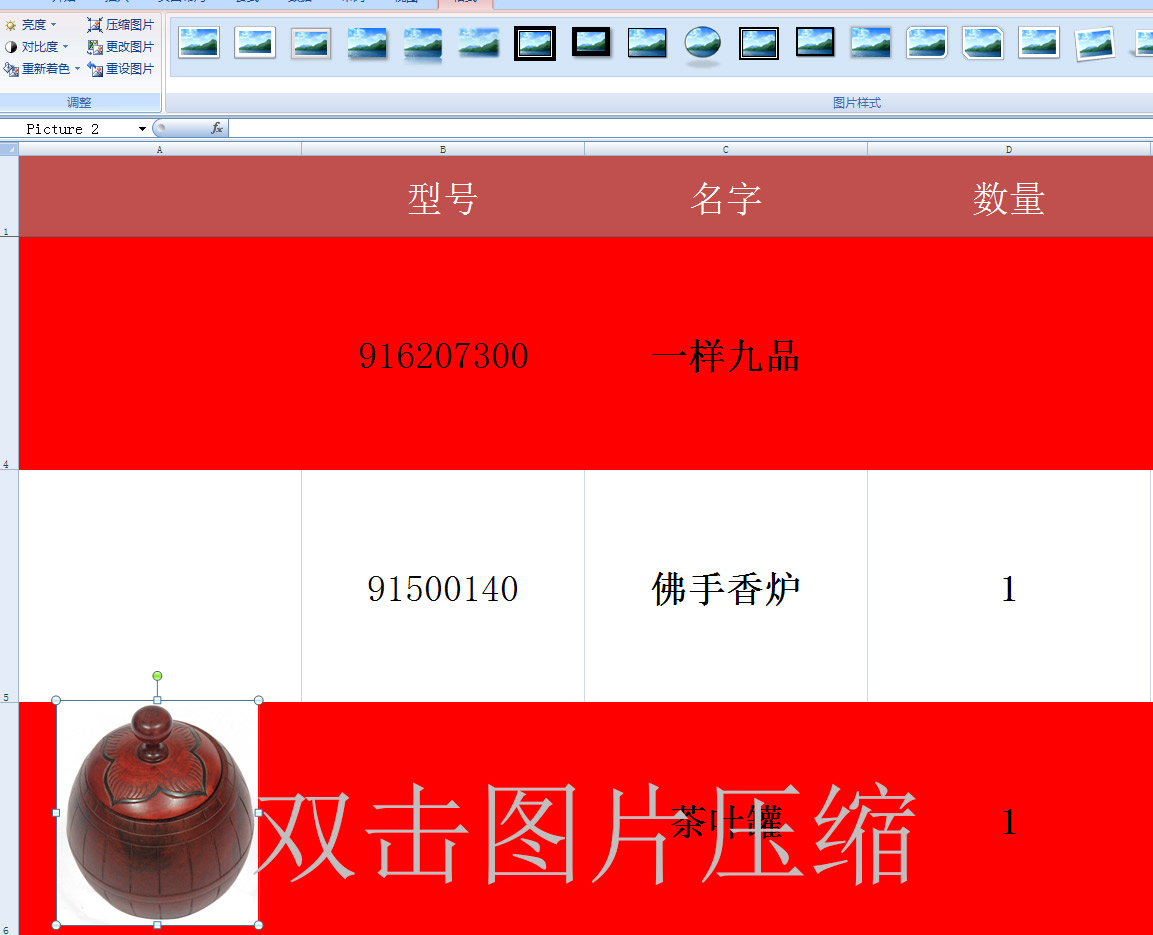 亮度 压缩图片
对比度 更改图片
重新着色 重设图片
调整 图片样式
Picture 2 fx
A B C D
1 型号 名字 数量
4 916207300 一样九品
5 91500140 佛手香炉 1
6 茶叶罐 1
双击图片压缩